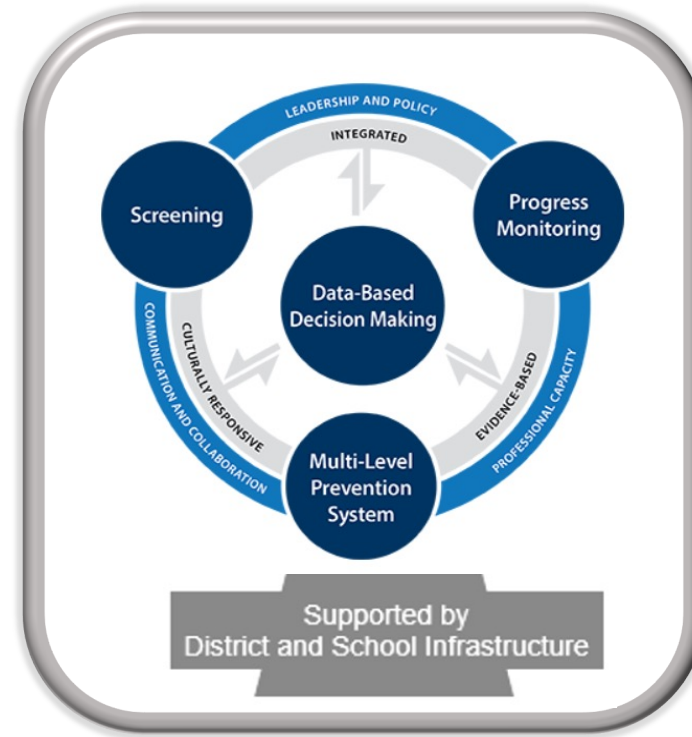 LEADERSHIP AND POLICY
INTEGRATED
Screening
Progress
Monitoring
Data-Based
Decision Making
COMMUNICATION AND COLLABORATION
CULTURALLY RESPONSIVE
EVIDENCE-BASED
PROFESSIONAL CAPACITY
Multi-Level
Prevention
System
Supported by
District and School Infrastructure